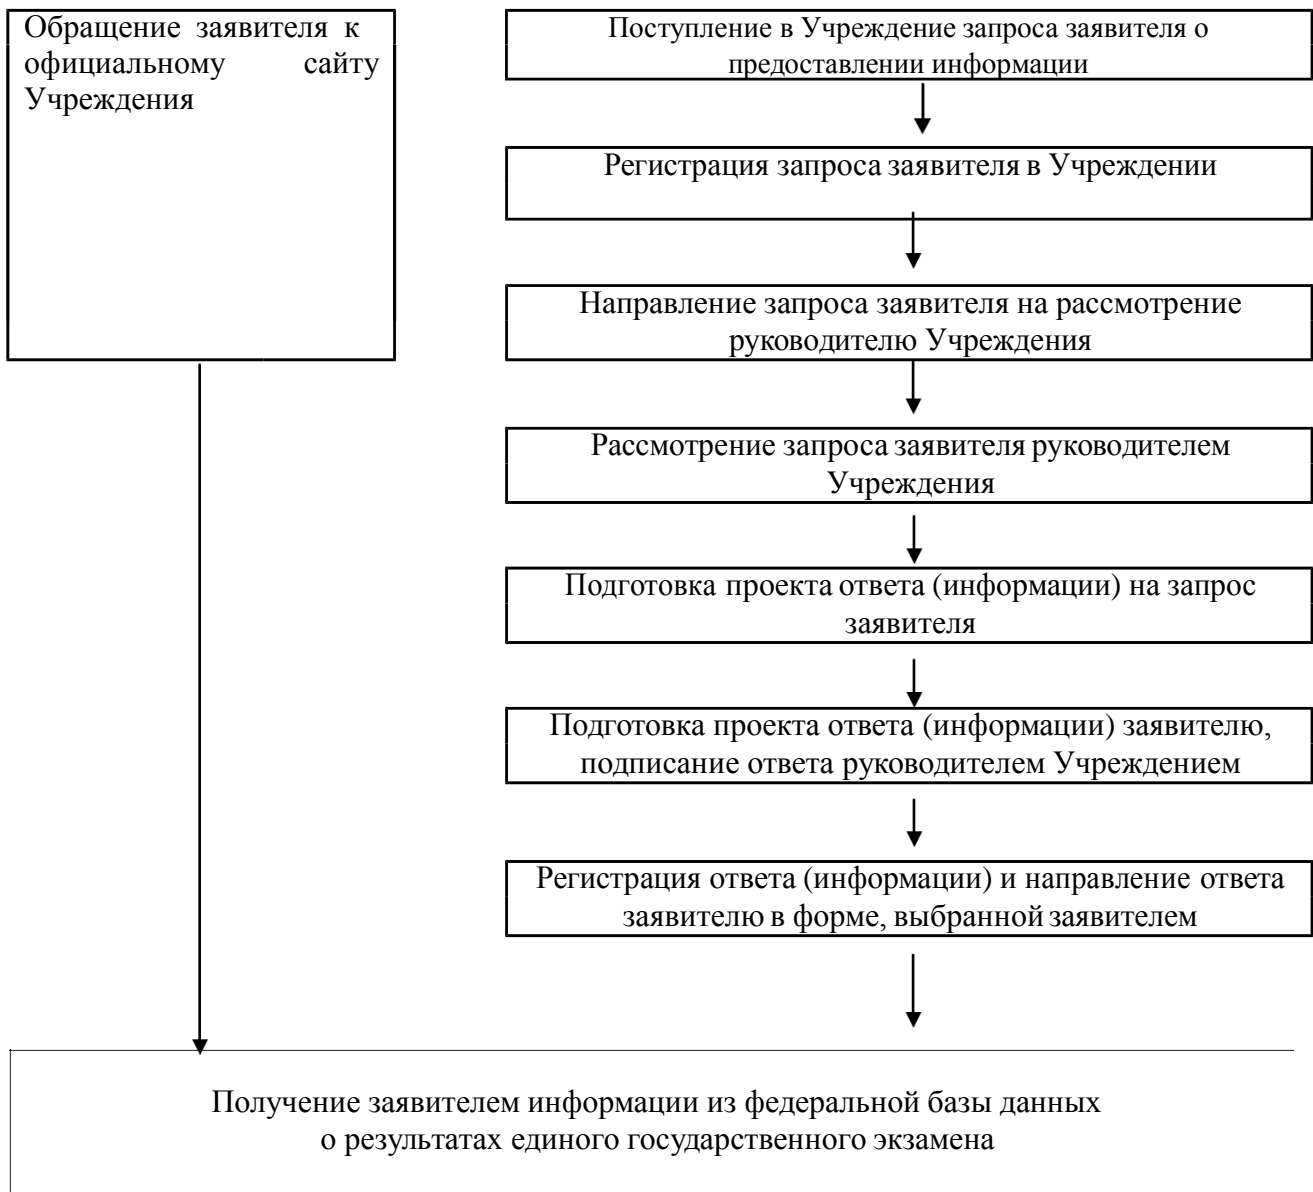 Обращение заявителя к
официальному сайту
Учреждения
Поступление в Учреждение запроса заявителя о
предоставлении информации
Регистрация запроса заявителя в Учреждении
Направление запроса заявителя на рассмотрение
руководителю Учреждения
Рассмотрение запроса заявителя руководителем
Учреждения
Подготовка проекта ответа (информации) на запрос
заявителя
Подготовка проекта ответа (информации) заявителю,
подписание ответа руководителем Учреждением
Регистрация ответа (информации) и направление ответа
заявителю в форме, выбранной заявителем
Получение заявителем информации из федеральной базы данных
о результатах единого государственного экзамена